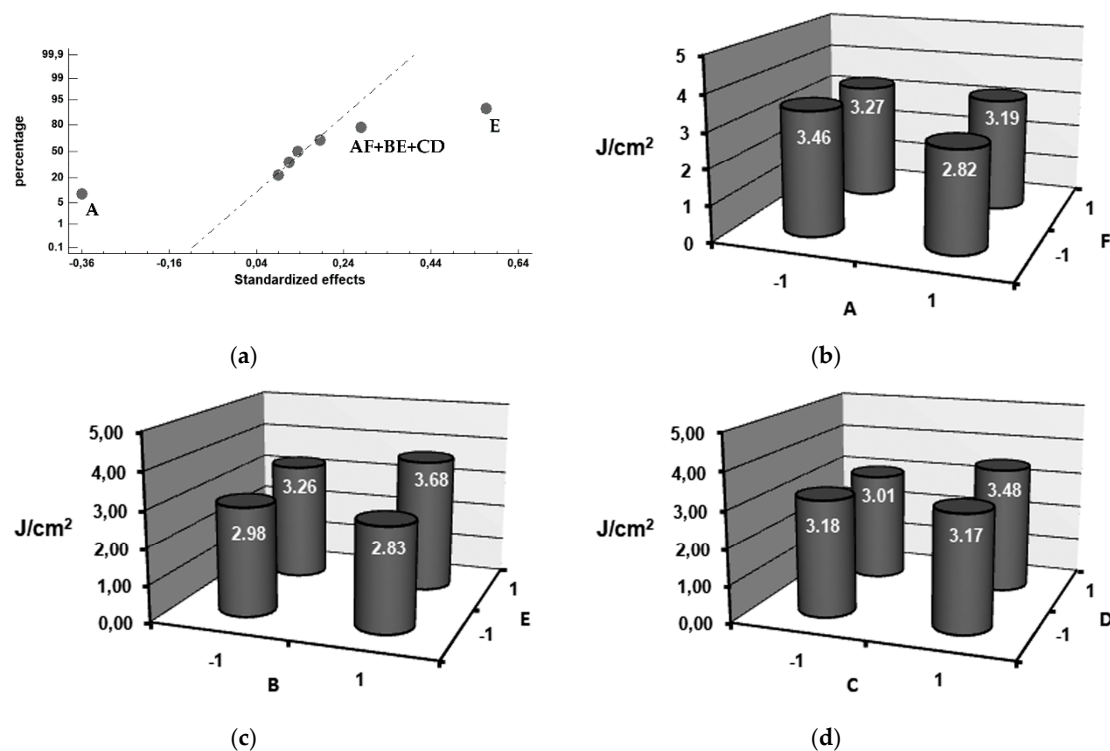 99,9
99
95
80
50
20
5
1
0.1
percentage
E
AF+BE+CD
A
-0,36 -0,16 0,04 0,24 0,44 0,64
Standardized effects
(a)
5
4
3
2
1
0
J/cm²
3.27
3.19
3.46
2.82
1
-1
F
-1
1
A
(b)
5,00
4,00
3,00
2,00
1,00
0,00
J/cm²
3.26
3.68
2.98
2.83
1
-1
E
-1
1
B
(c)
5,00
4,00
3,00
2,00
1,00
0,00
J/cm²
3.01
3.48
3.18
3.17
1
-1
D
-1
1
C
(d)